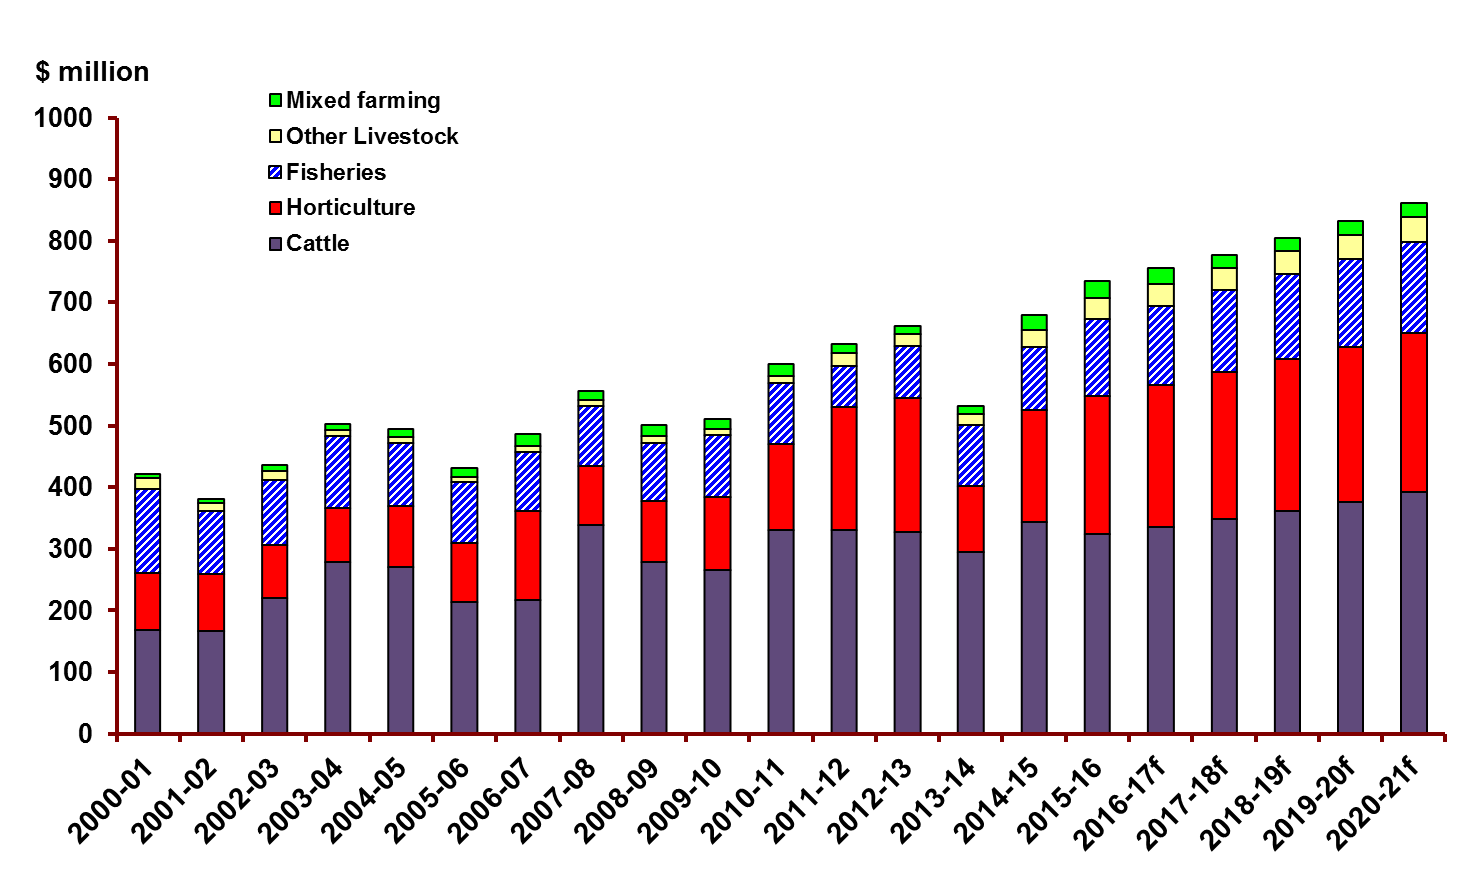 $ million
Mixed farming
Other Livestock
Fisheries
Horticulture
Cattle
1000
900
800
700
600
500
400
300
200
100
0
2000-01
2001-02
2002-03
2003-04
2004-05
2005-06
2006-07
2007-08
2008-09
2009-10
2010-11
2011-12
2012-13
2013-14
2014-15
2015-16
2016-17f
2017-18f
2018-19f
2019-20f
2020-21f